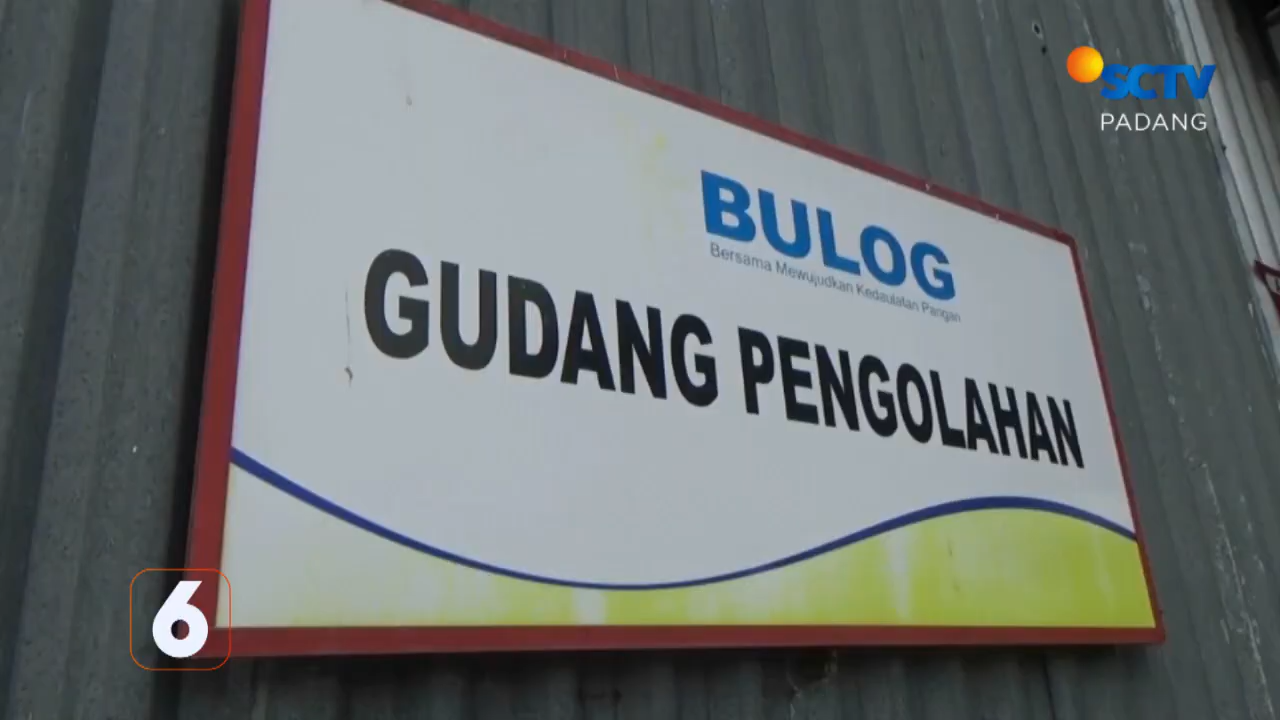 SCTV
PADANG
BULOG
Bersama Mewujudkan Kedaulatan Pangan
GUDANG PENGOLAHAN
6